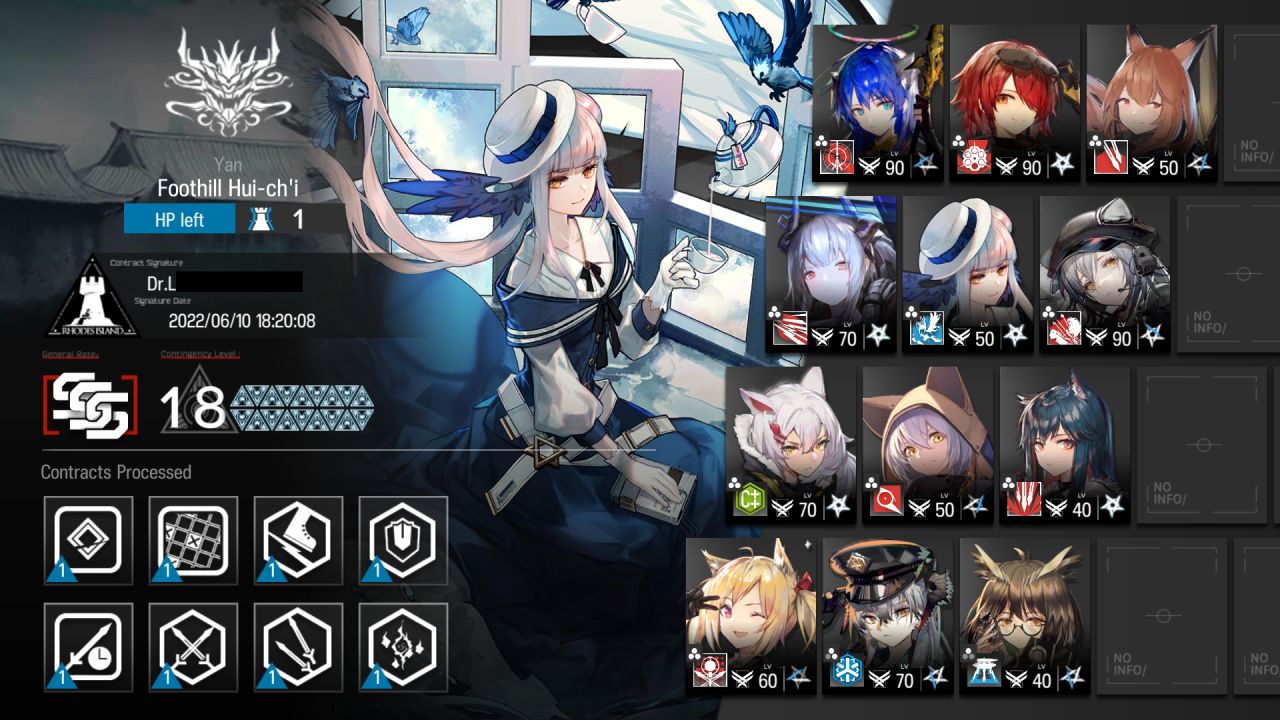 Yan
Foothill Hui-ch'i
HP left 1
Contract Signature
Dr.L
Signature Date
2022/06/10 18:20:08
RHODES ISLAND
General Rate:
Contingency Level:
18
Contracts Processed
1 1 1 1
1 1 1 1
LV 90
LV 90
LV 50
NO INFO/
LV 70
LV 50
LV 90
NO INFO/
LV 70
LV 50
LV 40
NO INFO/
LV 60
LV 70
LV 40
NO INFO/
NO INFO